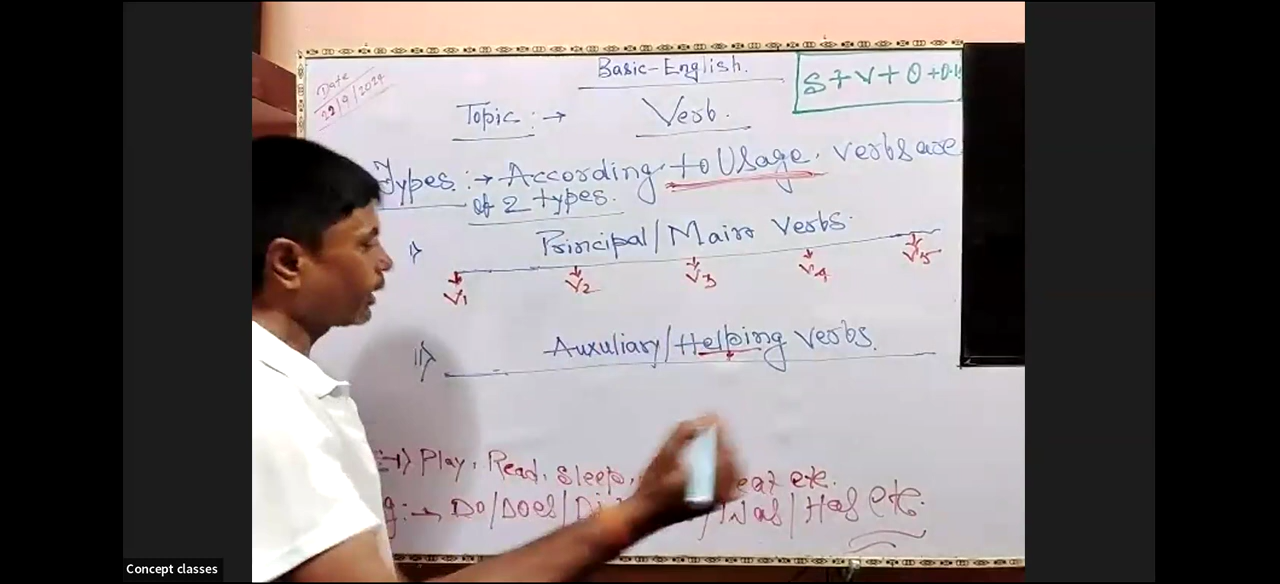 Basic-English.
Date
22/9/2024
S+V+O+O.W
Topic :→ Verb.
Types :→ According to Usage, verbs are
of 2 types.
i) Principal/Main Verbs.
V1 V2 V3 V4 V5
ii) Auxuliary/Helping Verbs.
Play, Read, Sleep, eat etc.
g:→ Do/Does/Di /Was/Has etc.
Concept classes